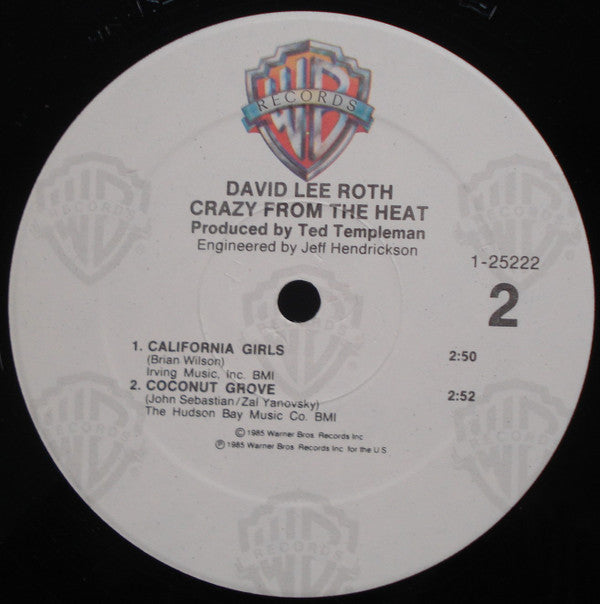 WB
RECORDS
DAVID LEE ROTH
CRAZY FROM THE HEAT
Produced by Ted Templeman
Engineered by Jeff Hendrickson
1-25222
2
1. CALIFORNIA GIRLS 2:50
(Brian Wilson)
Irving Music, Inc. BMI
2. COCONUT GROVE 2:52
(John Sebastian/Zal Yanovsky)
The Hudson Bay Music Co. BMI
© 1985 Warner Bros. Records Inc
℗ 1985 Warner Bros. Records Inc. for the U S